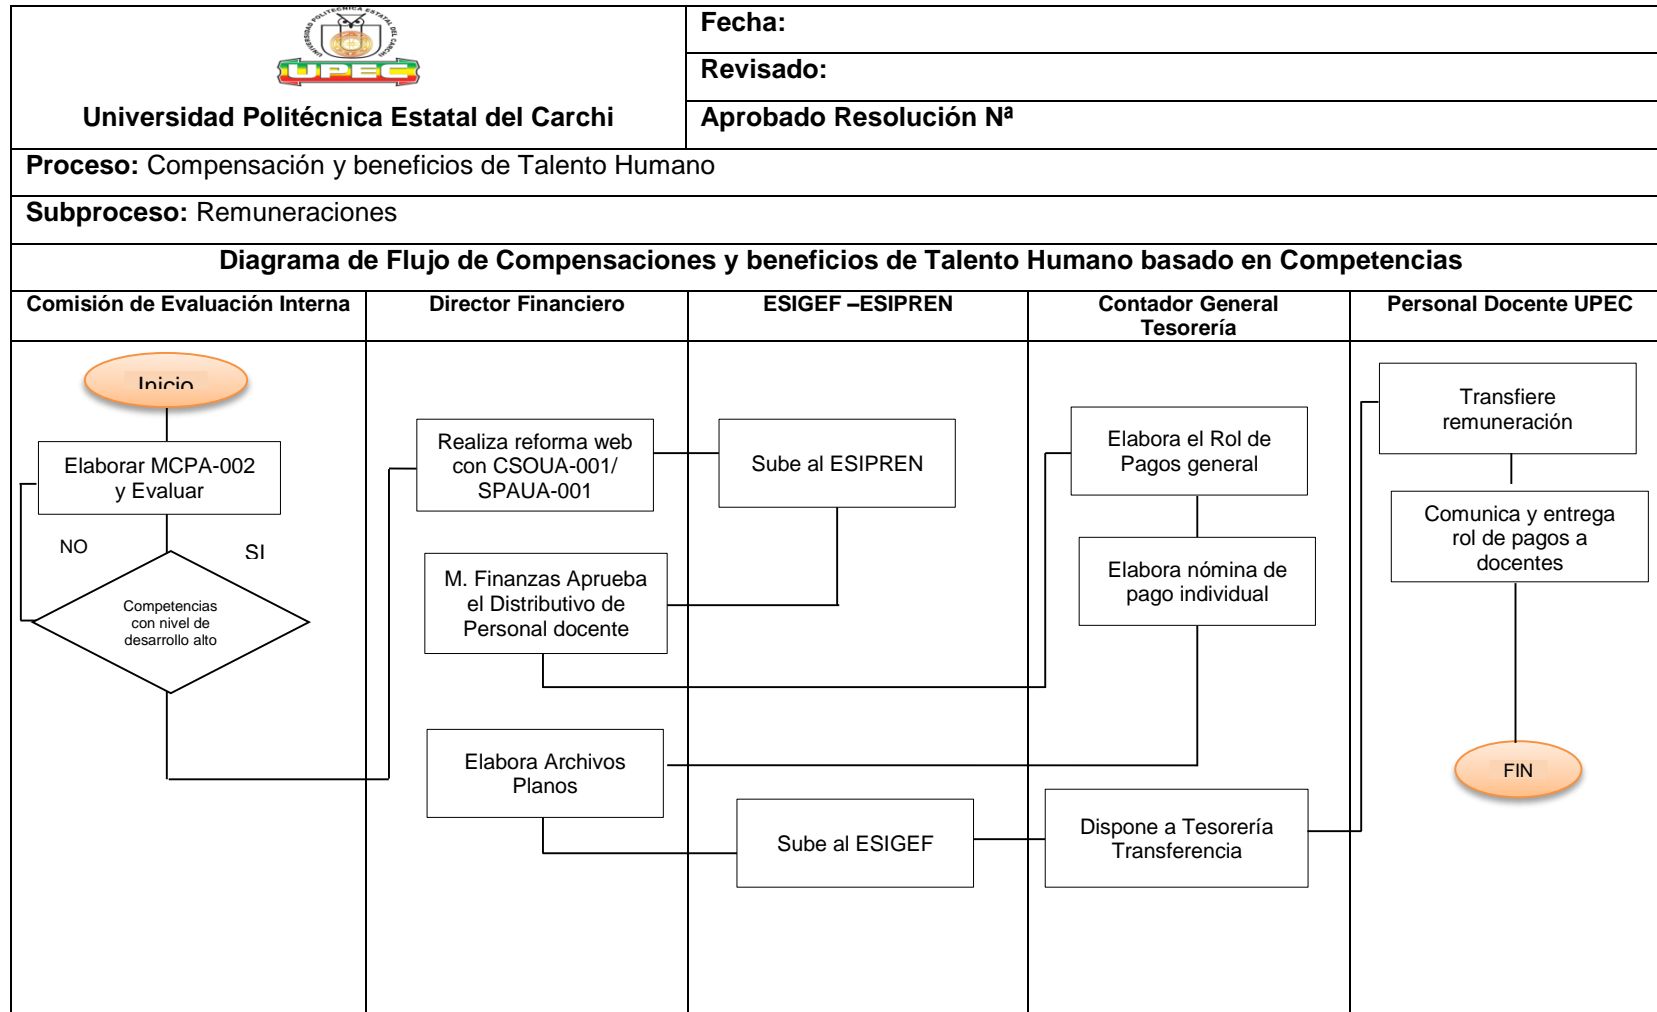 UNIVERSIDAD POLITECNICA ESTATAL DEL CARCHI
UPEC
Universidad Politécnica Estatal del Carchi
Fecha:
Revisado:
Aprobado Resolución Nª
Proceso: Compensación y beneficios de Talento Humano
Subproceso: Remuneraciones
Diagrama de Flujo de Compensaciones y beneficios de Talento Humano basado en Competencias
Comisión de Evaluación Interna
Director Financiero
ESIGEF –ESIPREN
Contador General
Tesorería
Personal Docente UPEC
Inicio
Elaborar MCPA-002
y Evaluar
NO
SI
Competencias
con nivel de
desarrollo alto
Realiza reforma web
con CSOUA-001/
SPAUA-001
Sube al ESIPREN
M. Finanzas Aprueba
el Distributivo de
Personal docente
Elabora el Rol de
Pagos general
Elabora nómina de
pago individual
Elabora Archivos
Planos
Sube al ESIGEF
Dispone a Tesorería
Transferencia
Transfiere
remuneración
Comunica y entrega
rol de pagos a
docentes
FIN